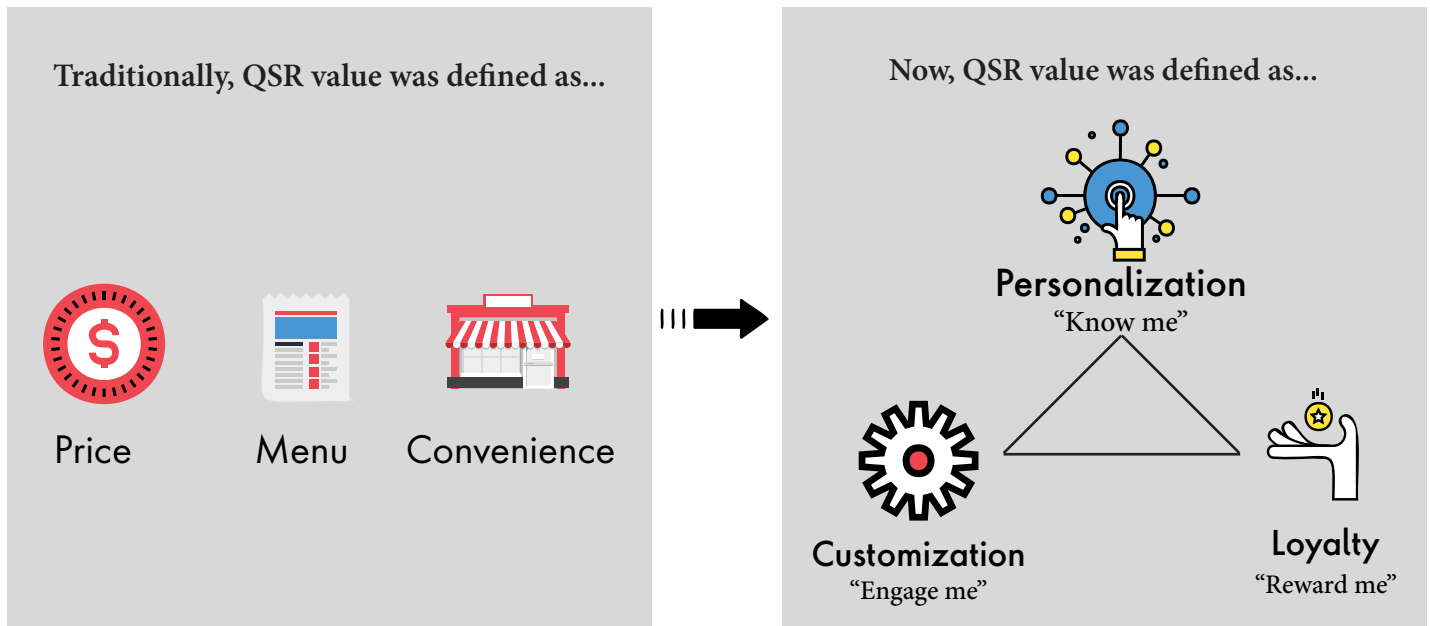 Traditionally, QSR value was defined as...
Price
Menu
Convenience
Now, QSR value was defined as...
Personalization
“Know me”
Customization
“Engage me”
Loyalty
“Reward me”